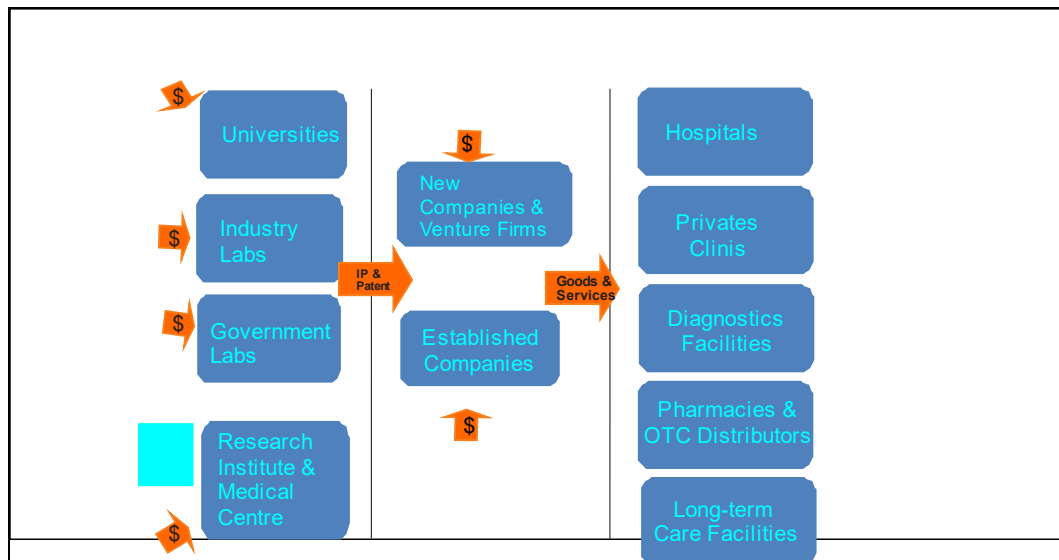 $
Universities
$
Industry
Labs
$
Government
Labs
Research
Institute &
Medical
Centre
$
IP &
Patent
$
New
Companies &
Venture Firms
Established
Companies
$
Goods &
Services
Hospitals
Privates
Clinis
Diagnostics
Facilities
Pharmacies &
OTC Distributors
Long-term
Care Facilities